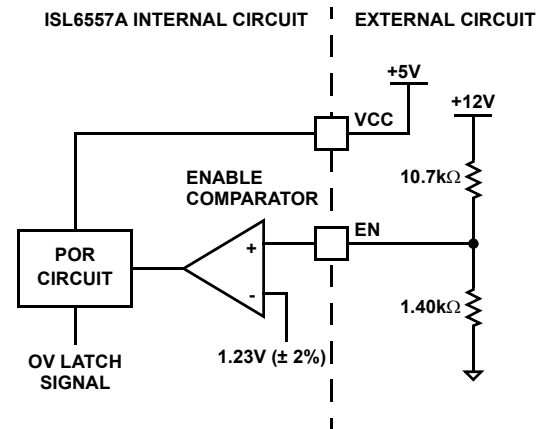 ISL6557A INTERNAL CIRCUIT
EXTERNAL CIRCUIT
+5V
+12V
VCC
10.7kΩ
ENABLE
COMPARATOR
EN
+
POR
CIRCUIT
-
1.40kΩ
1.23V (± 2%)
OV LATCH
SIGNAL